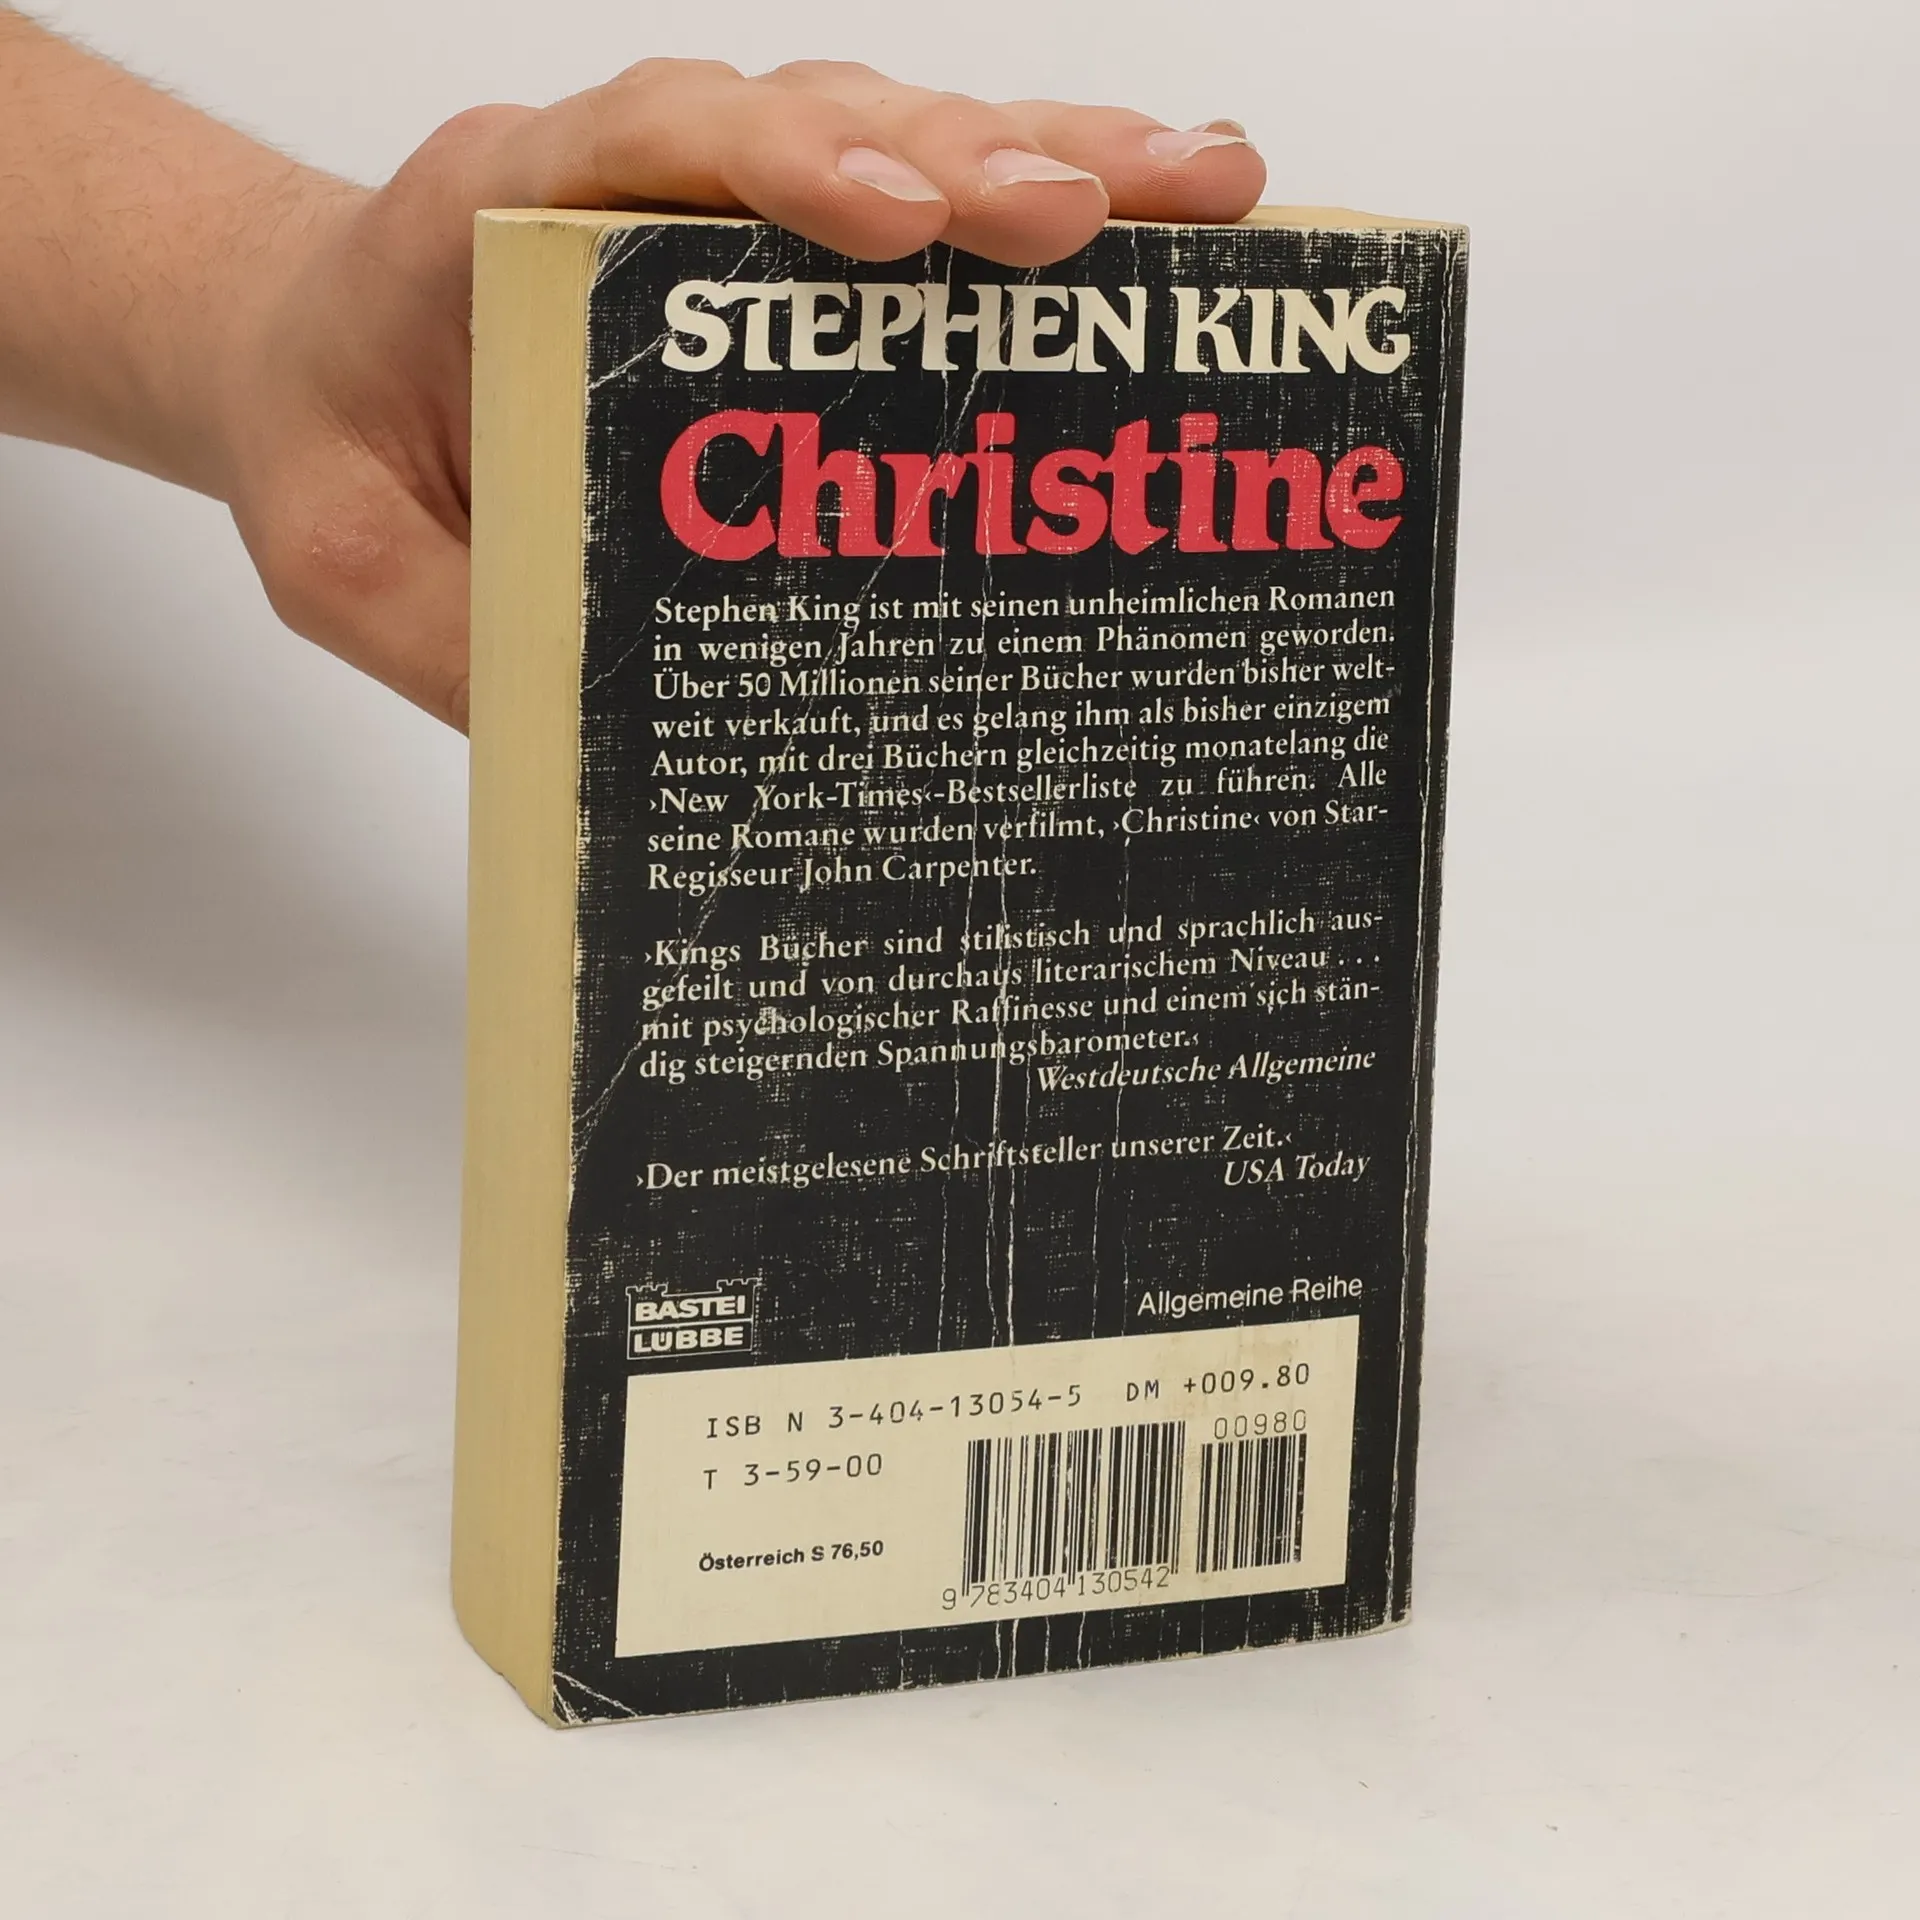 STEPHEN KING
Christine
Stephen King ist mit seinen unheimlichen Romanen
in wenigen Jahren zu einem Phänomen geworden.
Über 50 Millionen seiner Bücher wurden bisher welt-
weit verkauft, und es gelang ihm als bisher einzigem
Autor, mit drei Büchern gleichzeitig monatelang die
›New York-Times‹-Bestsellerliste zu führen. Alle
seine Romane wurden verfilmt, ›Christine‹ von Star-
Regisseur John Carpenter.
›Kings Bücher sind stilistisch und sprachlich aus-
gefeilt und von durchaus literarischem Niveau . . .
mit psychologischer Raffinesse und einem sich stän-
dig steigernden Spannungsbarometer.‹
Westdeutsche Allgemeine
›Der meistgelesene Schriftsteller unserer Zeit.‹
USA Today
BASTEI
LÜBBE
Allgemeine Reihe
ISB N 3-404-13054-5 DM +009.80
00980
T 3-59-00
Österreich S 76,50
9 783404 130542